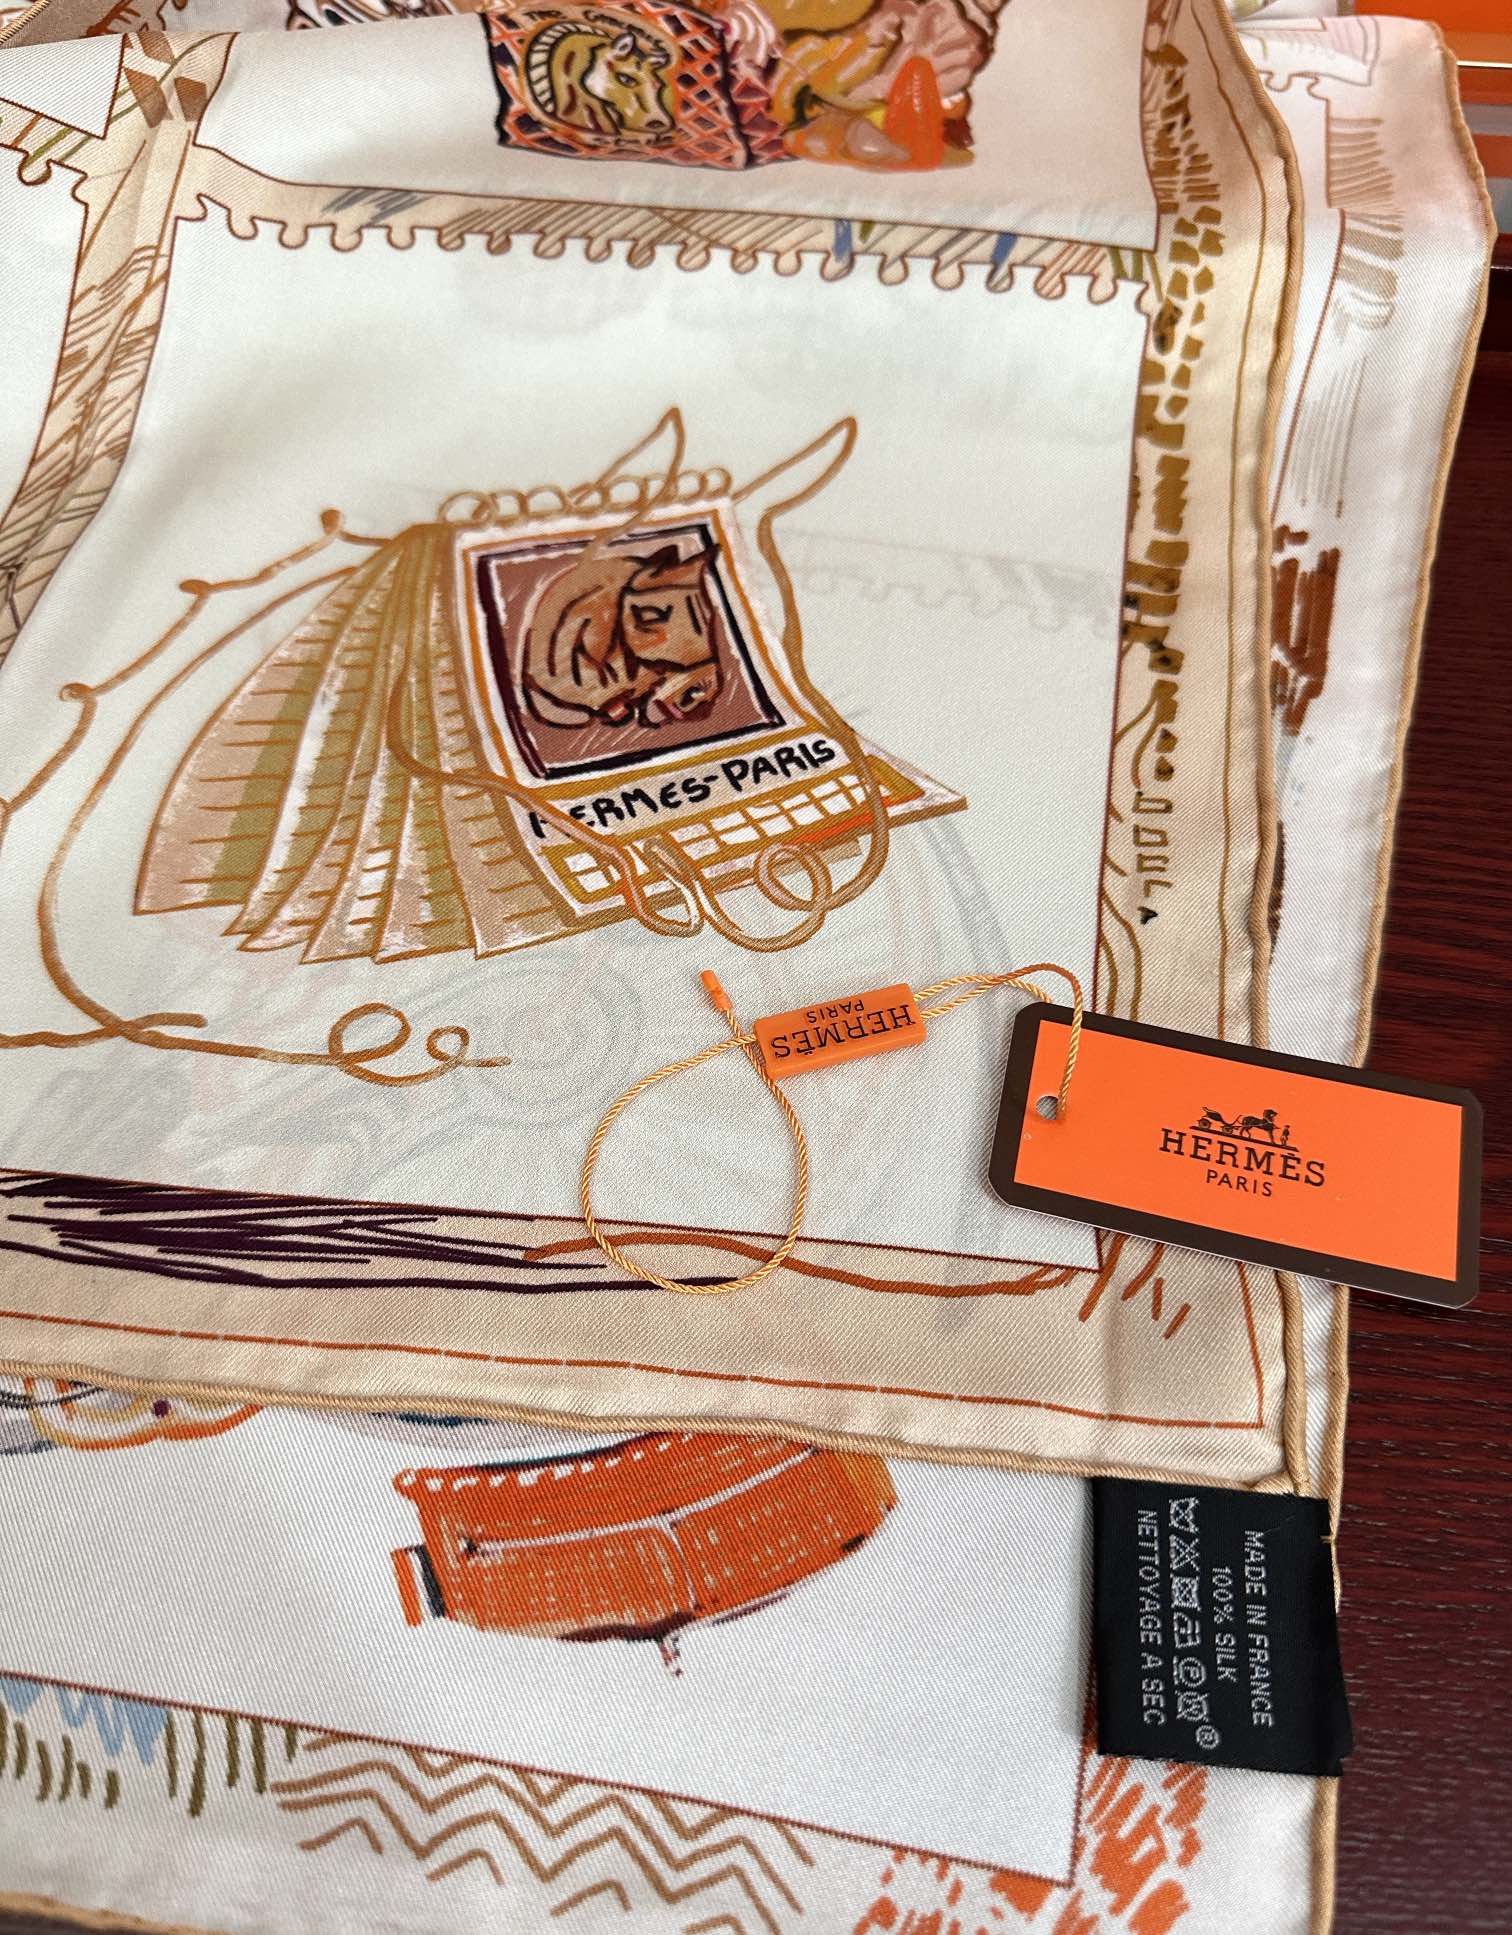 HERMES-PARIS
HERMÈS
PARIS
HERMÈS
PARIS
MADE IN FRANCE
100% SILK
NETTOYAGE A SEC